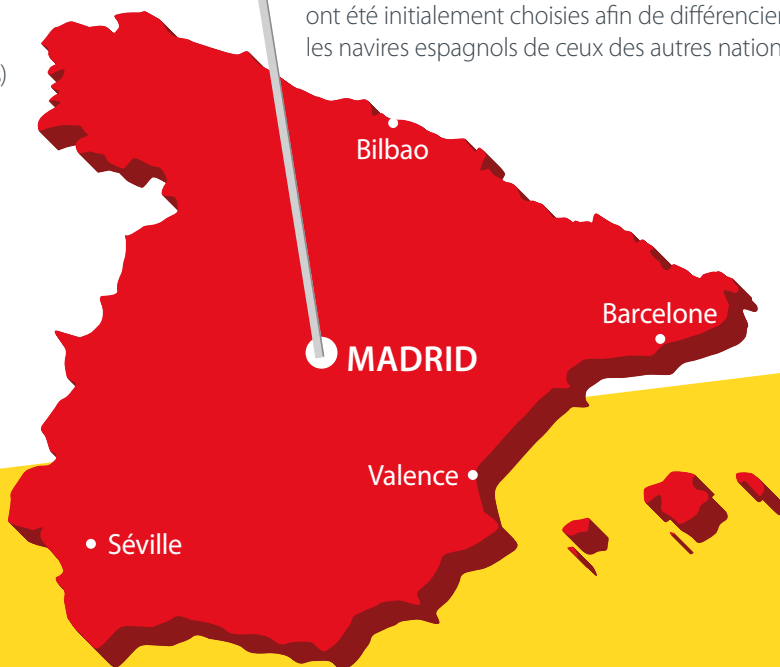 ont été initialement choisies afin de différencier
les navires espagnols de ceux des autres nation
)
Bilbao
Barcelone
MADRID
Valence
Séville